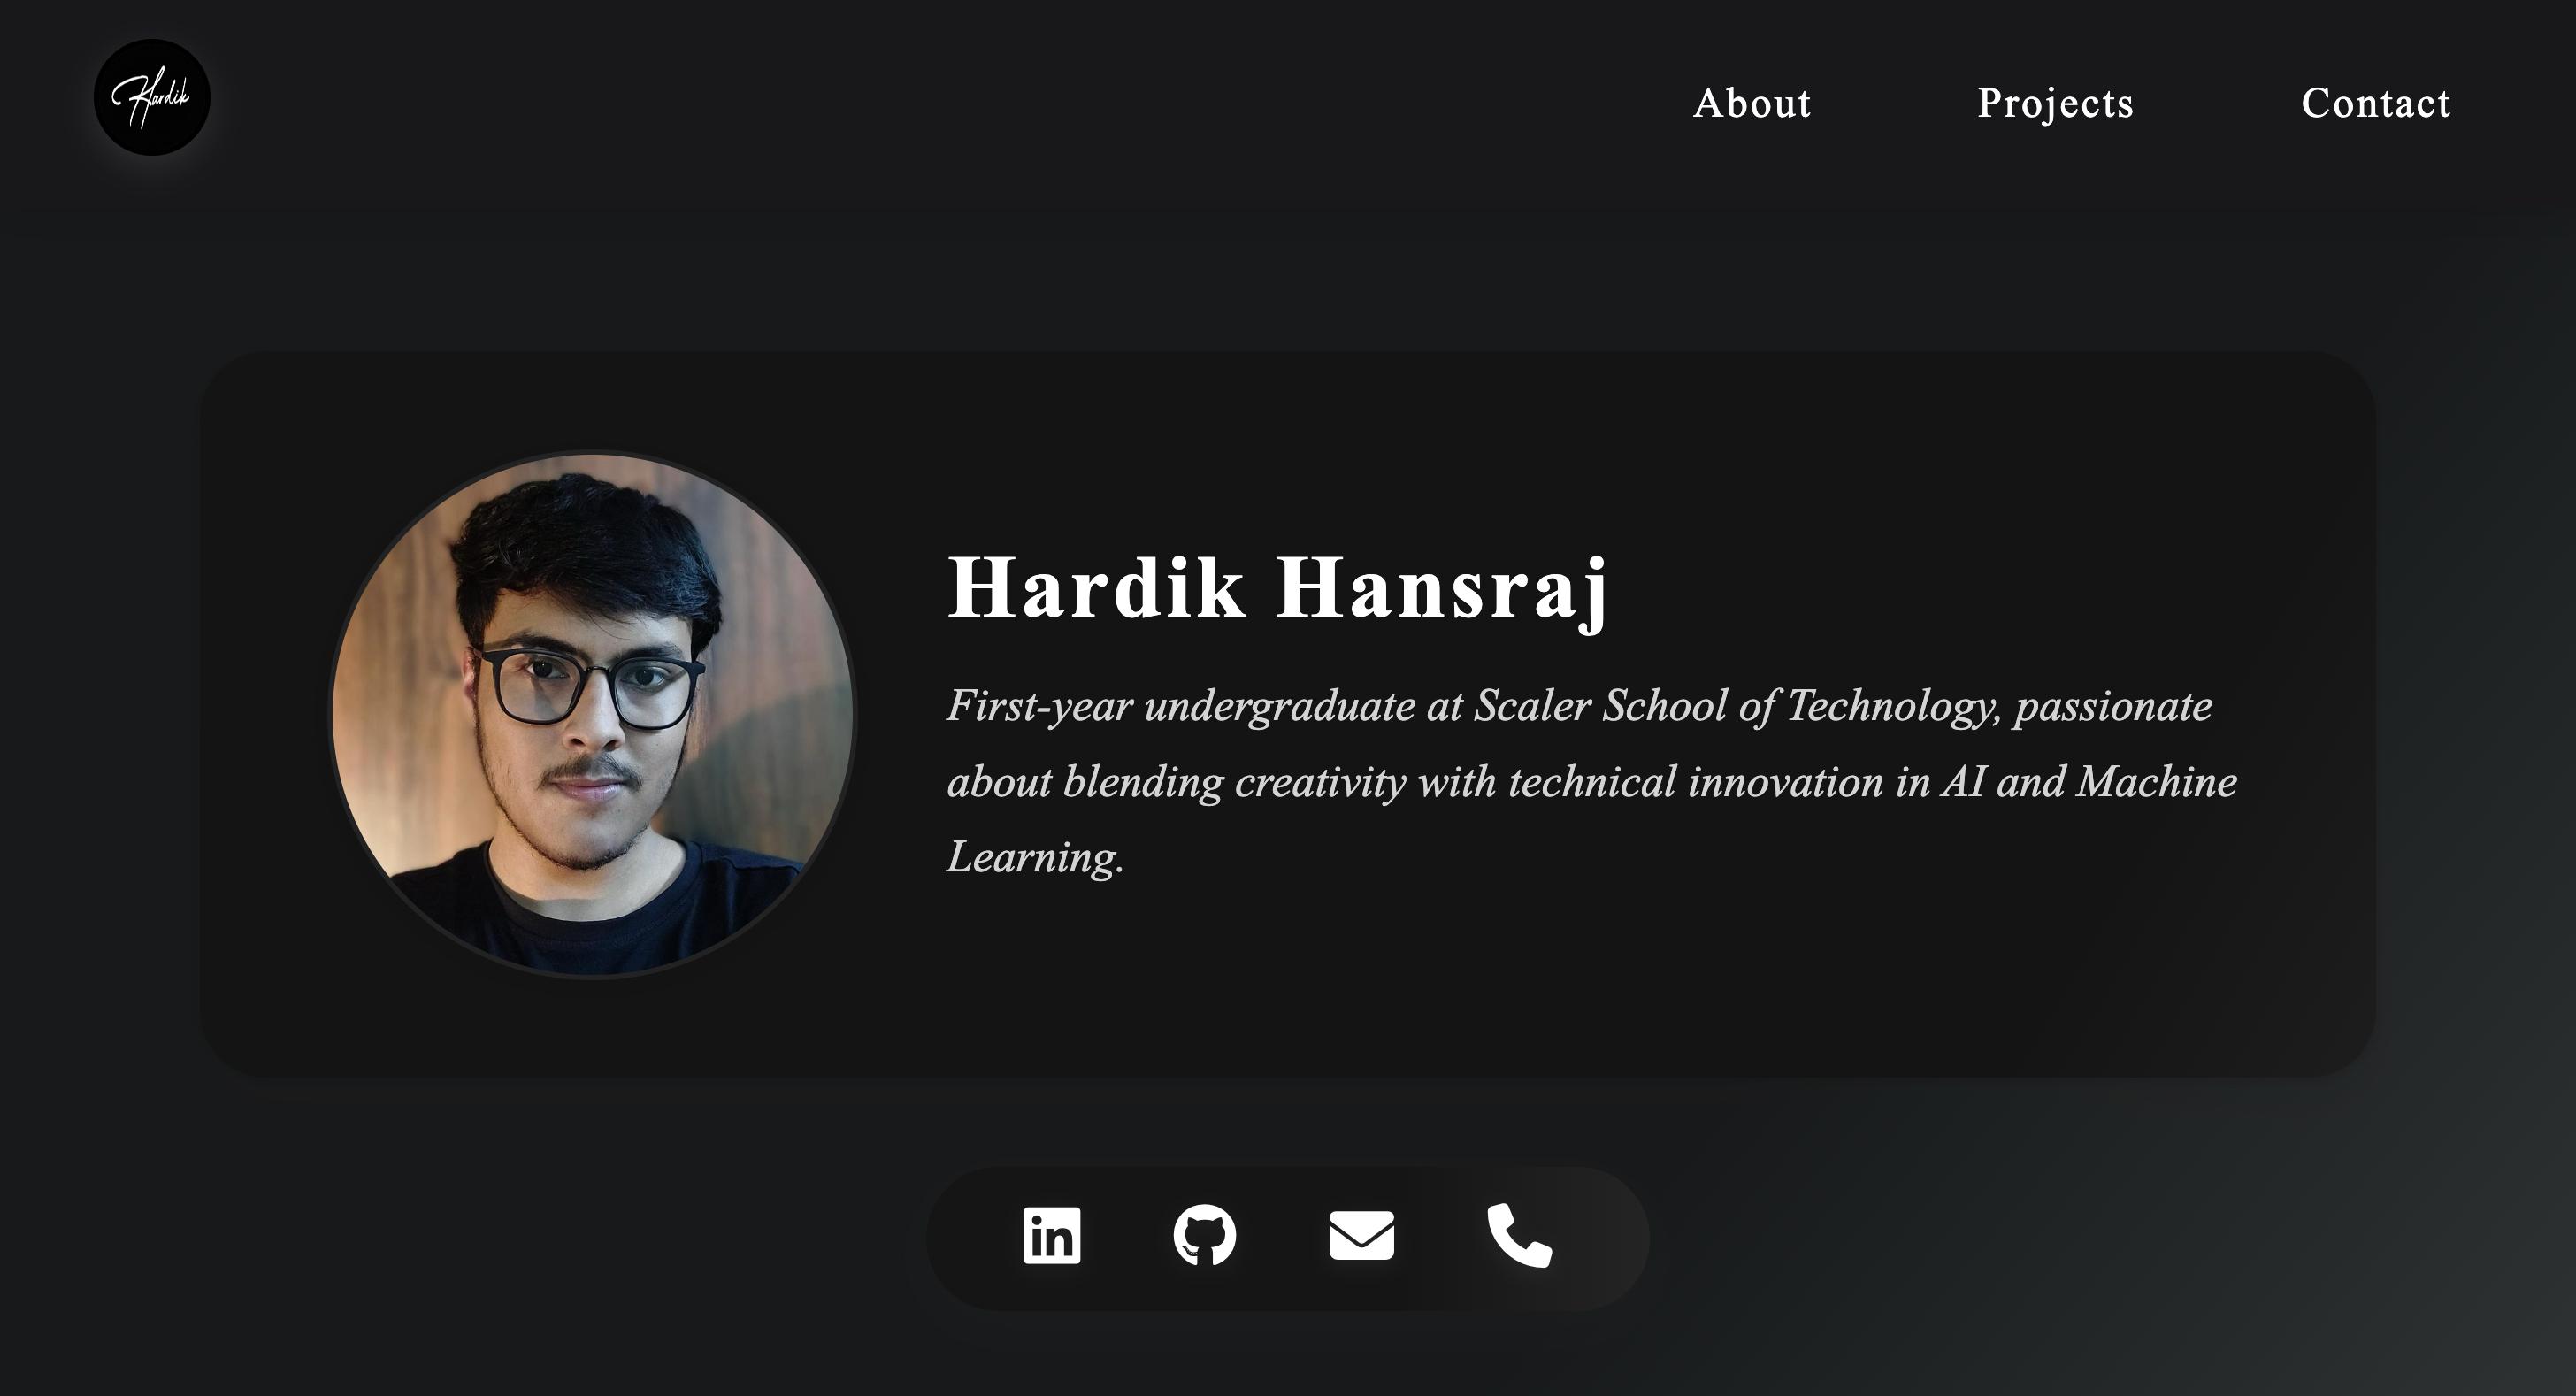 Hardik
About Projects Contact
Hardik Hansraj
First-year undergraduate at Scaler School of Technology, passionate
about blending creativity with technical innovation in AI and Machine
Learning.
in